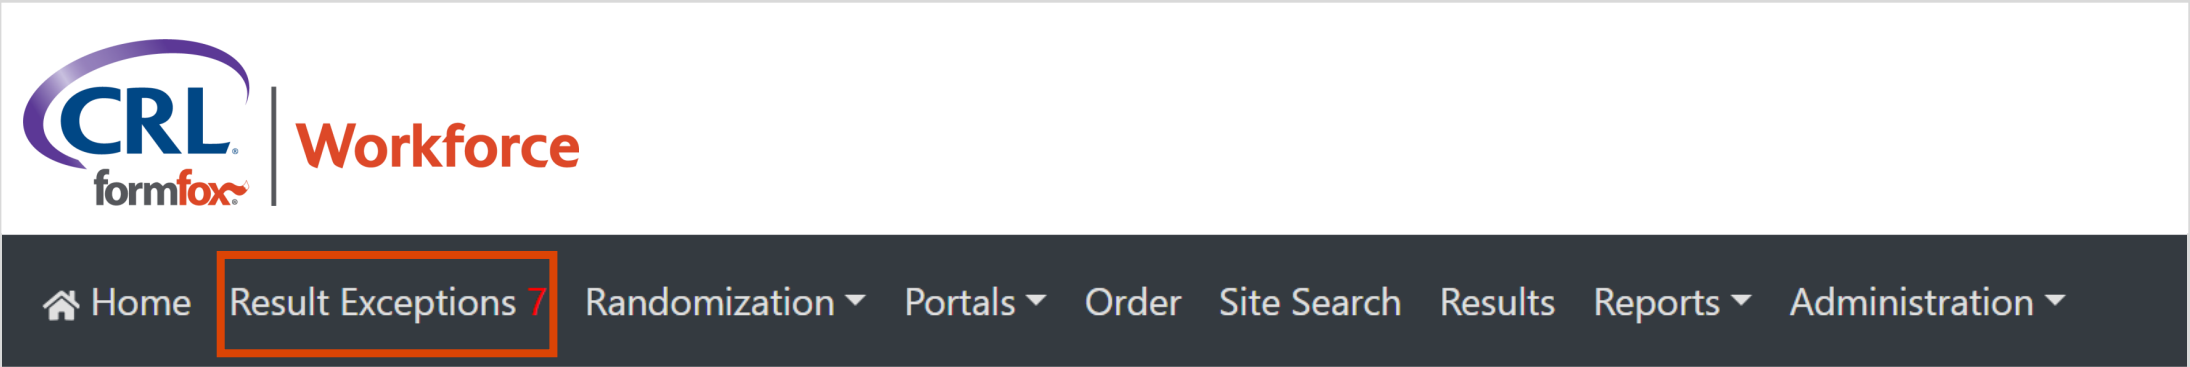 CRL®
formfox®
Workforce
Home Result Exceptions 7 Randomization Portals Order Site Search Results Reports Administration